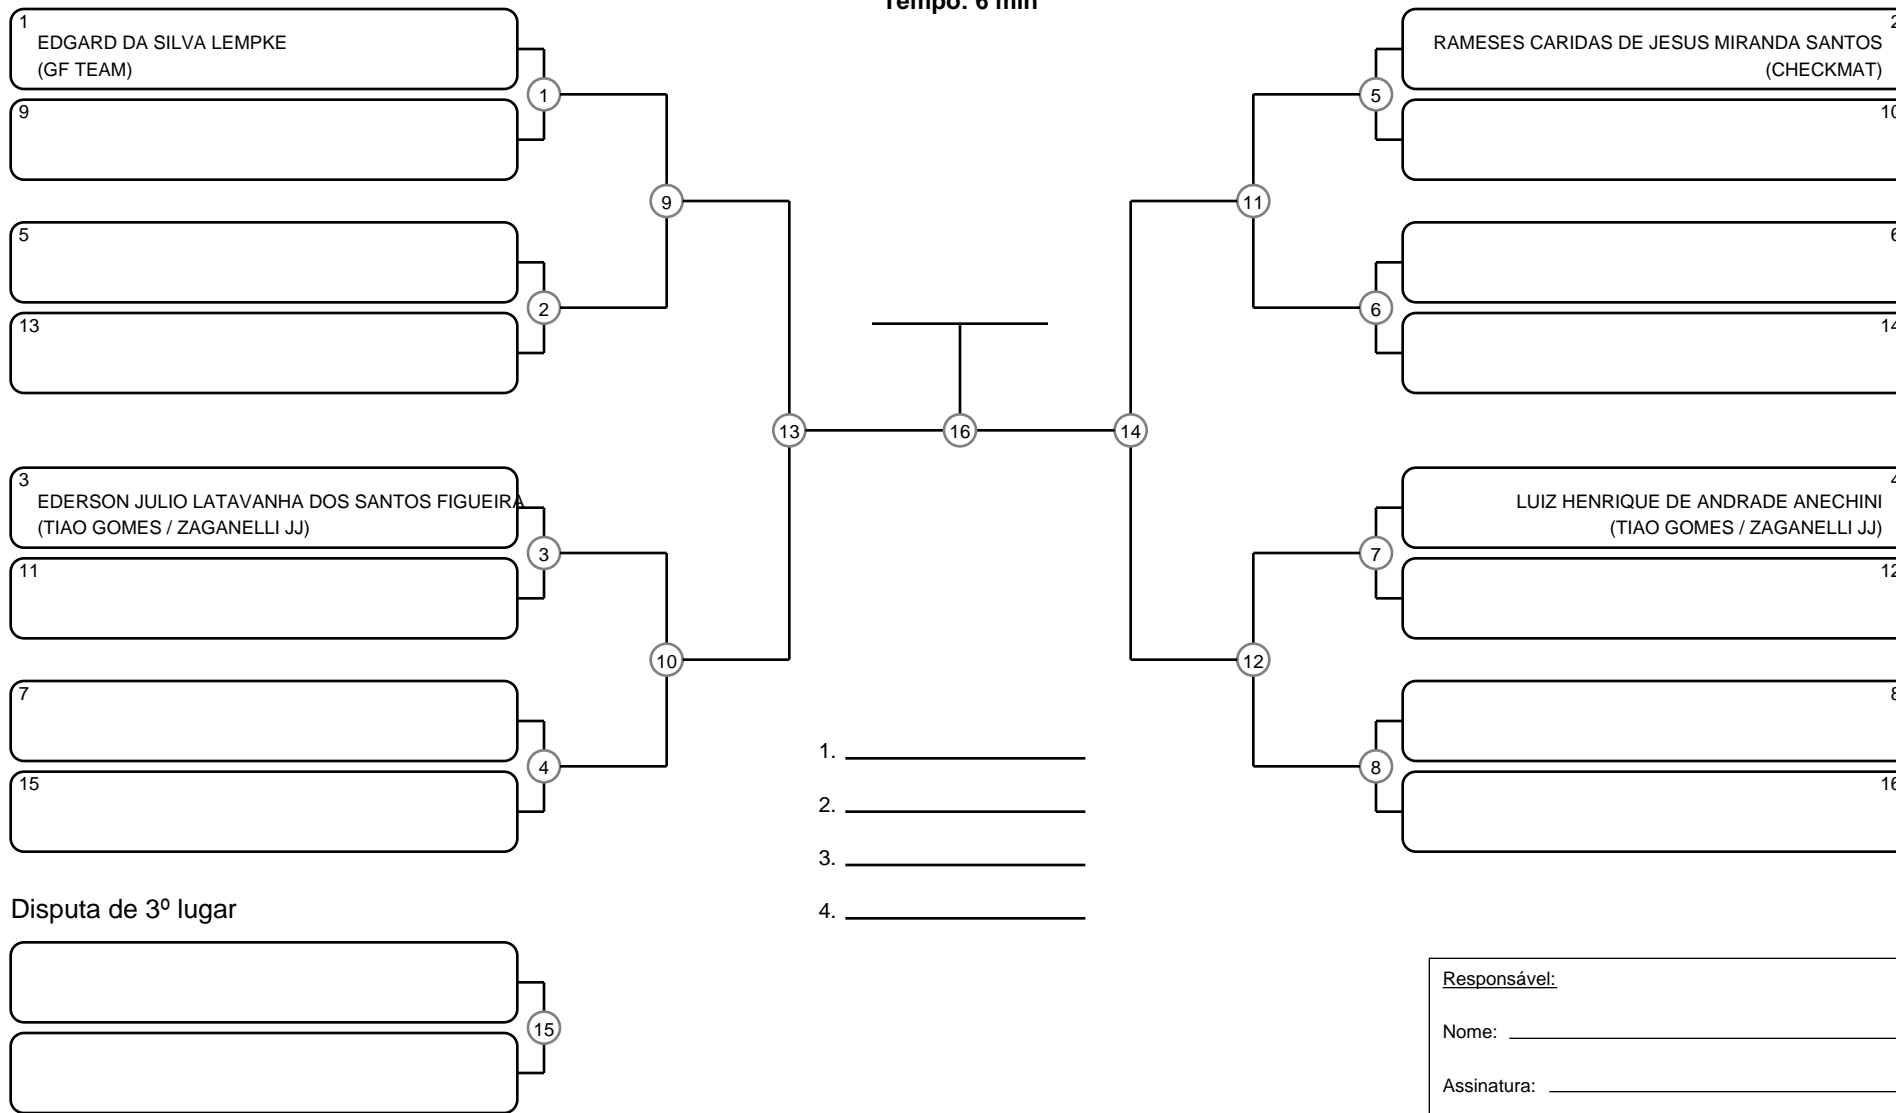 Tempo: 6 min
1
EDGARD DA SILVA LEMPKE
(GF TEAM)
9
5
13
3
EDERSON JULIO LATAVANHA DOS SANTOS FIGUEIRA
(TIAO GOMES / ZAGANELLI JJ)
11
7
15
1
2
3
4
9
10
13
16
14
11
12
5
6
7
8
2
RAMESES CARIDAS DE JESUS MIRANDA SANTOS
(CHECKMAT)
10
6
14
4
LUIZ HENRIQUE DE ANDRADE ANECHINI
(TIAO GOMES / ZAGANELLI JJ)
12
8
16
1.
2.
3.
4.
Disputa de 3º lugar
15
Responsável:
Nome:
Assinatura: